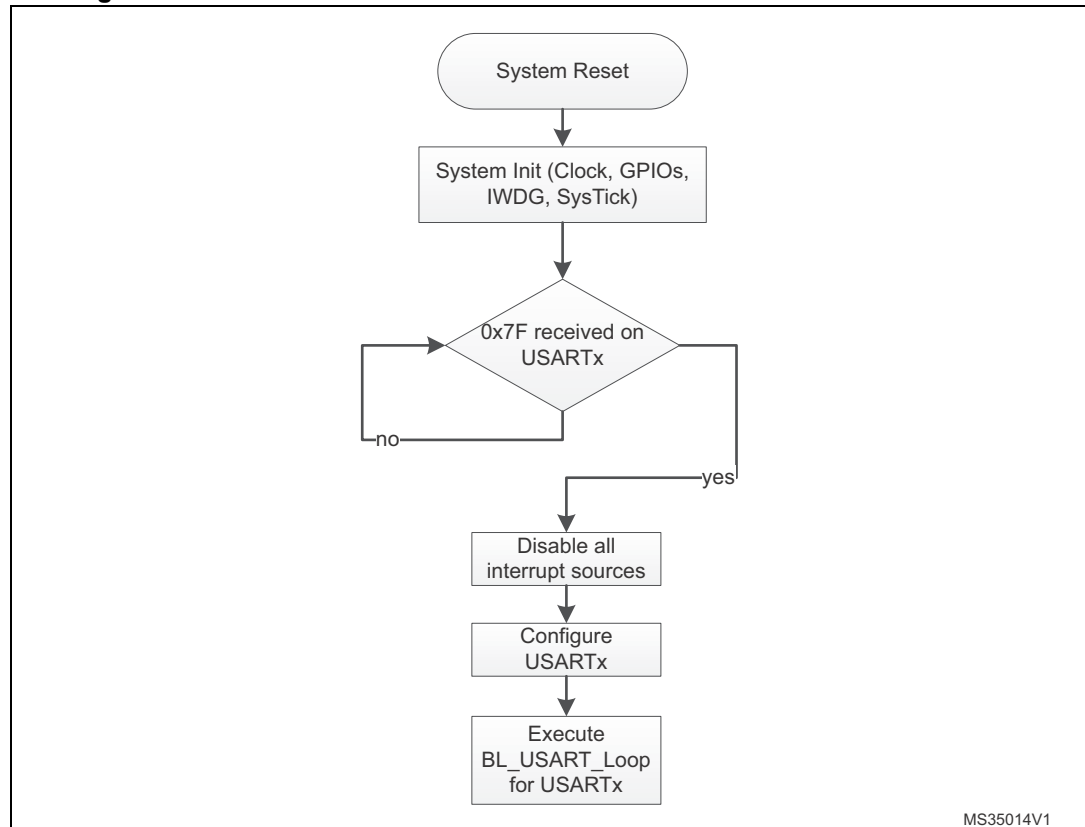 System Reset
System Init (Clock, GPIOs,
IWDG, SysTick)
0x7F received on
USARTx
no
yes
Disable all
interrupt sources
Configure
USARTx
Execute
BL_USART_Loop
for USARTx
MS35014V1